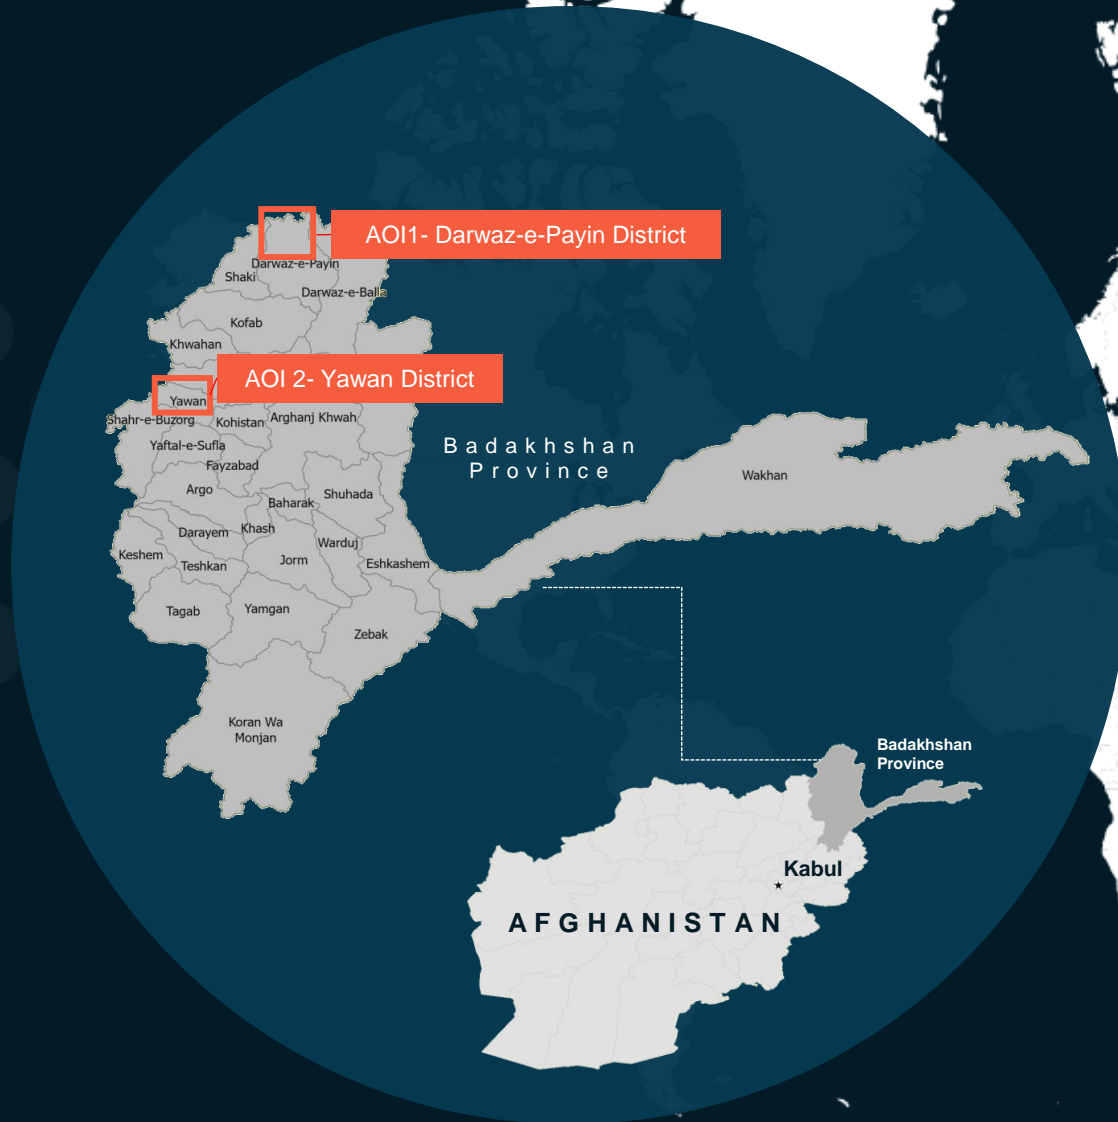 AOI1- Darwaz-e-Payin District
Darwaz-e-Payin
Shaki
Darwaz-e-Balla
Kofab
Khwahan
AOI 2- Yawan District
Yawan
Shahr-e-Buzorg
Kohistan
Arghanj Khwah
Badakhshan
Province
Yaftal-e-Sufla
Fayzabad
Wakhan
Argo
Shuhada
Baharak
Darayem
Khash
Warduj
Keshem
Teshkan
Jorm
Eshkashem
Tagab
Yamgan
Zebak
Koran Wa
Monjan
Badakhshan
Province
Kabul
AFGHANISTAN